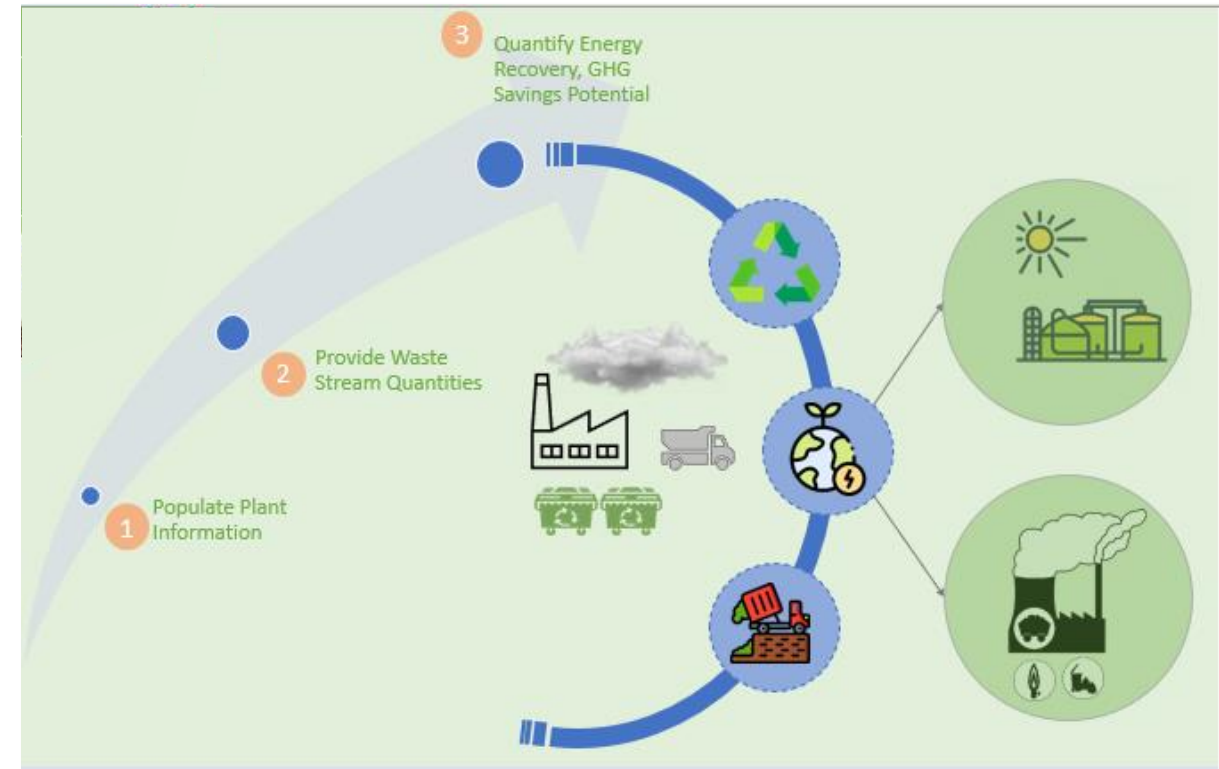 3
Quantify Energy
Recovery, GHG
Savings Potential
2
Provide Waste
Stream Quantities
1
Populate Plant
Information